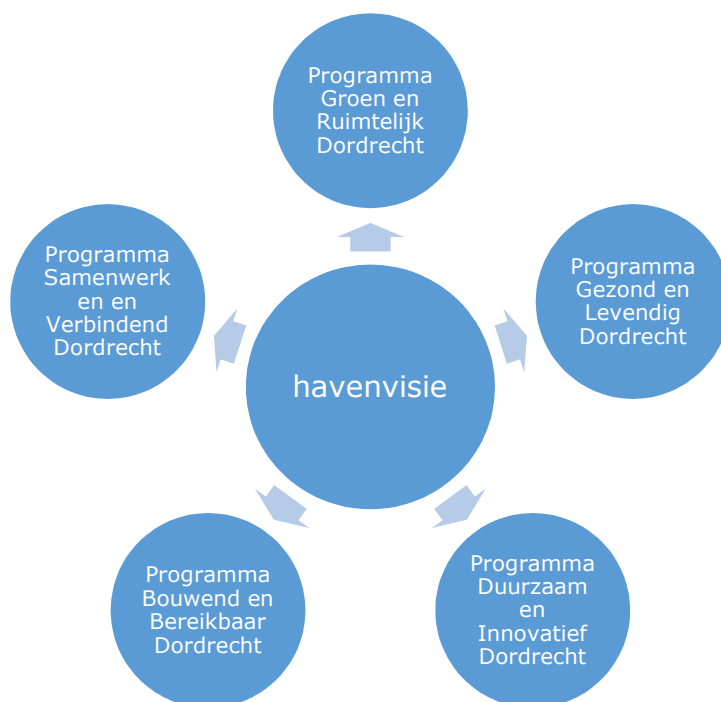 Programma
Groen en
Ruimtelijk
Dordrecht
Programma
Samenwerk
en en
Verbindend
Dordrecht
Programma
Gezond en
Levendig
Dordrecht
havenvisie
Programma
Bouwend en
Bereikbaar
Dordrecht
Programma
Duurzaam
en
Innovatief
Dordrecht